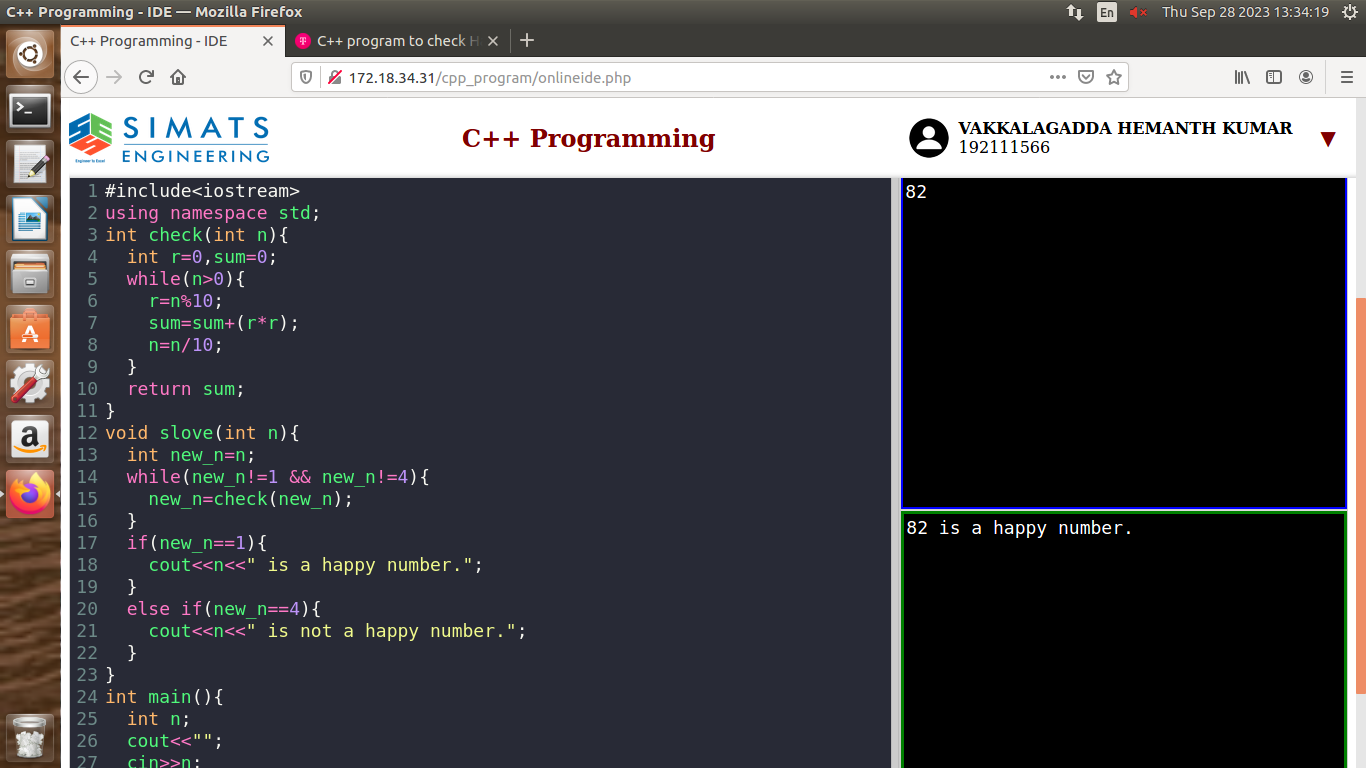 C++ Programming - IDE — Mozilla Firefox
En
Thu Sep 28 2023 13:34:19
C++ Programming - IDE
C++ program to check H
172.18.34.31/cpp_program/onlineide.php
SIMATS
ENGINEERING
Engineer to Excel
C++ Programming
VAKKALAGADDA HEMANTH KUMAR
192111566
1 #include<iostream>
2 using namespace std;
3 int check(int n){
4   int r=0,sum=0;
5   while(n>0){
6     r=n%10;
7     sum=sum+(r*r);
8     n=n/10;
9   }
10   return sum;
11 }
12 void slove(int n){
13   int new_n=n;
14   while(new_n!=1 && new_n!=4){
15     new_n=check(new_n);
16   }
17   if(new_n==1){
18     cout<<n<<" is a happy number.";
19   }
20   else if(new_n==4){
21     cout<<n<<" is not a happy number.";
22   }
23 }
24 int main(){
25   int n;
26   cout<<"";
27   cin>>n;
82
82 is a happy number.